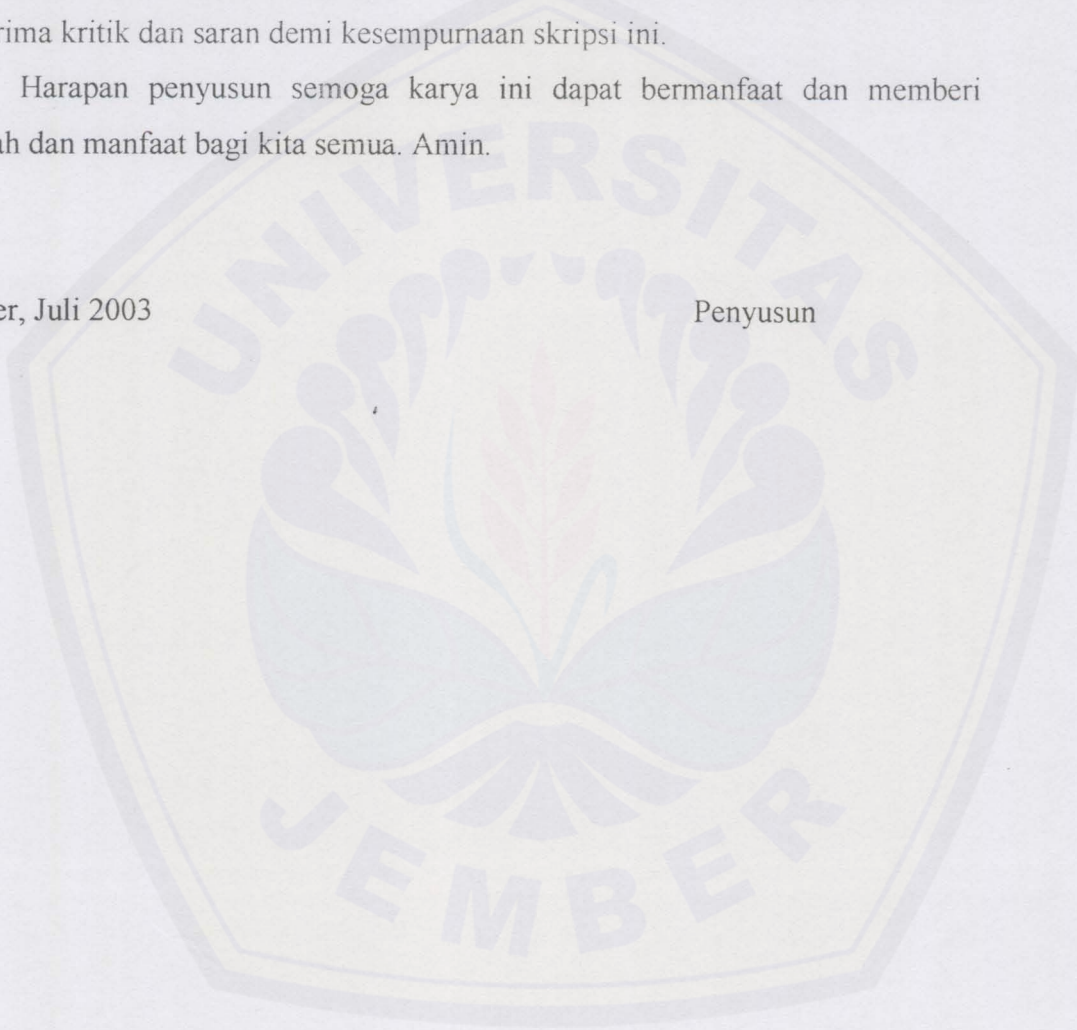 rima kritik dan saran demi kesempurnaan skripsi ini.
Harapan penyusun semoga karya ini dapat bermanfaat dan memberi
ah dan manfaat bagi kita semua. Amin.
er, Juli 2003 Penyusun
UNIVERSITAS
JEMBER